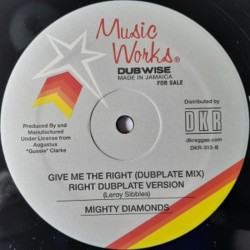 Music
Works®
DUBWISE
MADE IN JAMAICA
FOR SALE
Produced By and
Manufactured
Under License from
Augustus
"Gussie" Clarke
Distributed by
DKR
dkreggae.com
DKR-313-B
GIVE ME THE RIGHT (DUBPLATE MIX)
RIGHT DUBPLATE VERSION
(Leroy Sibbles)
MIGHTY DIAMONDS